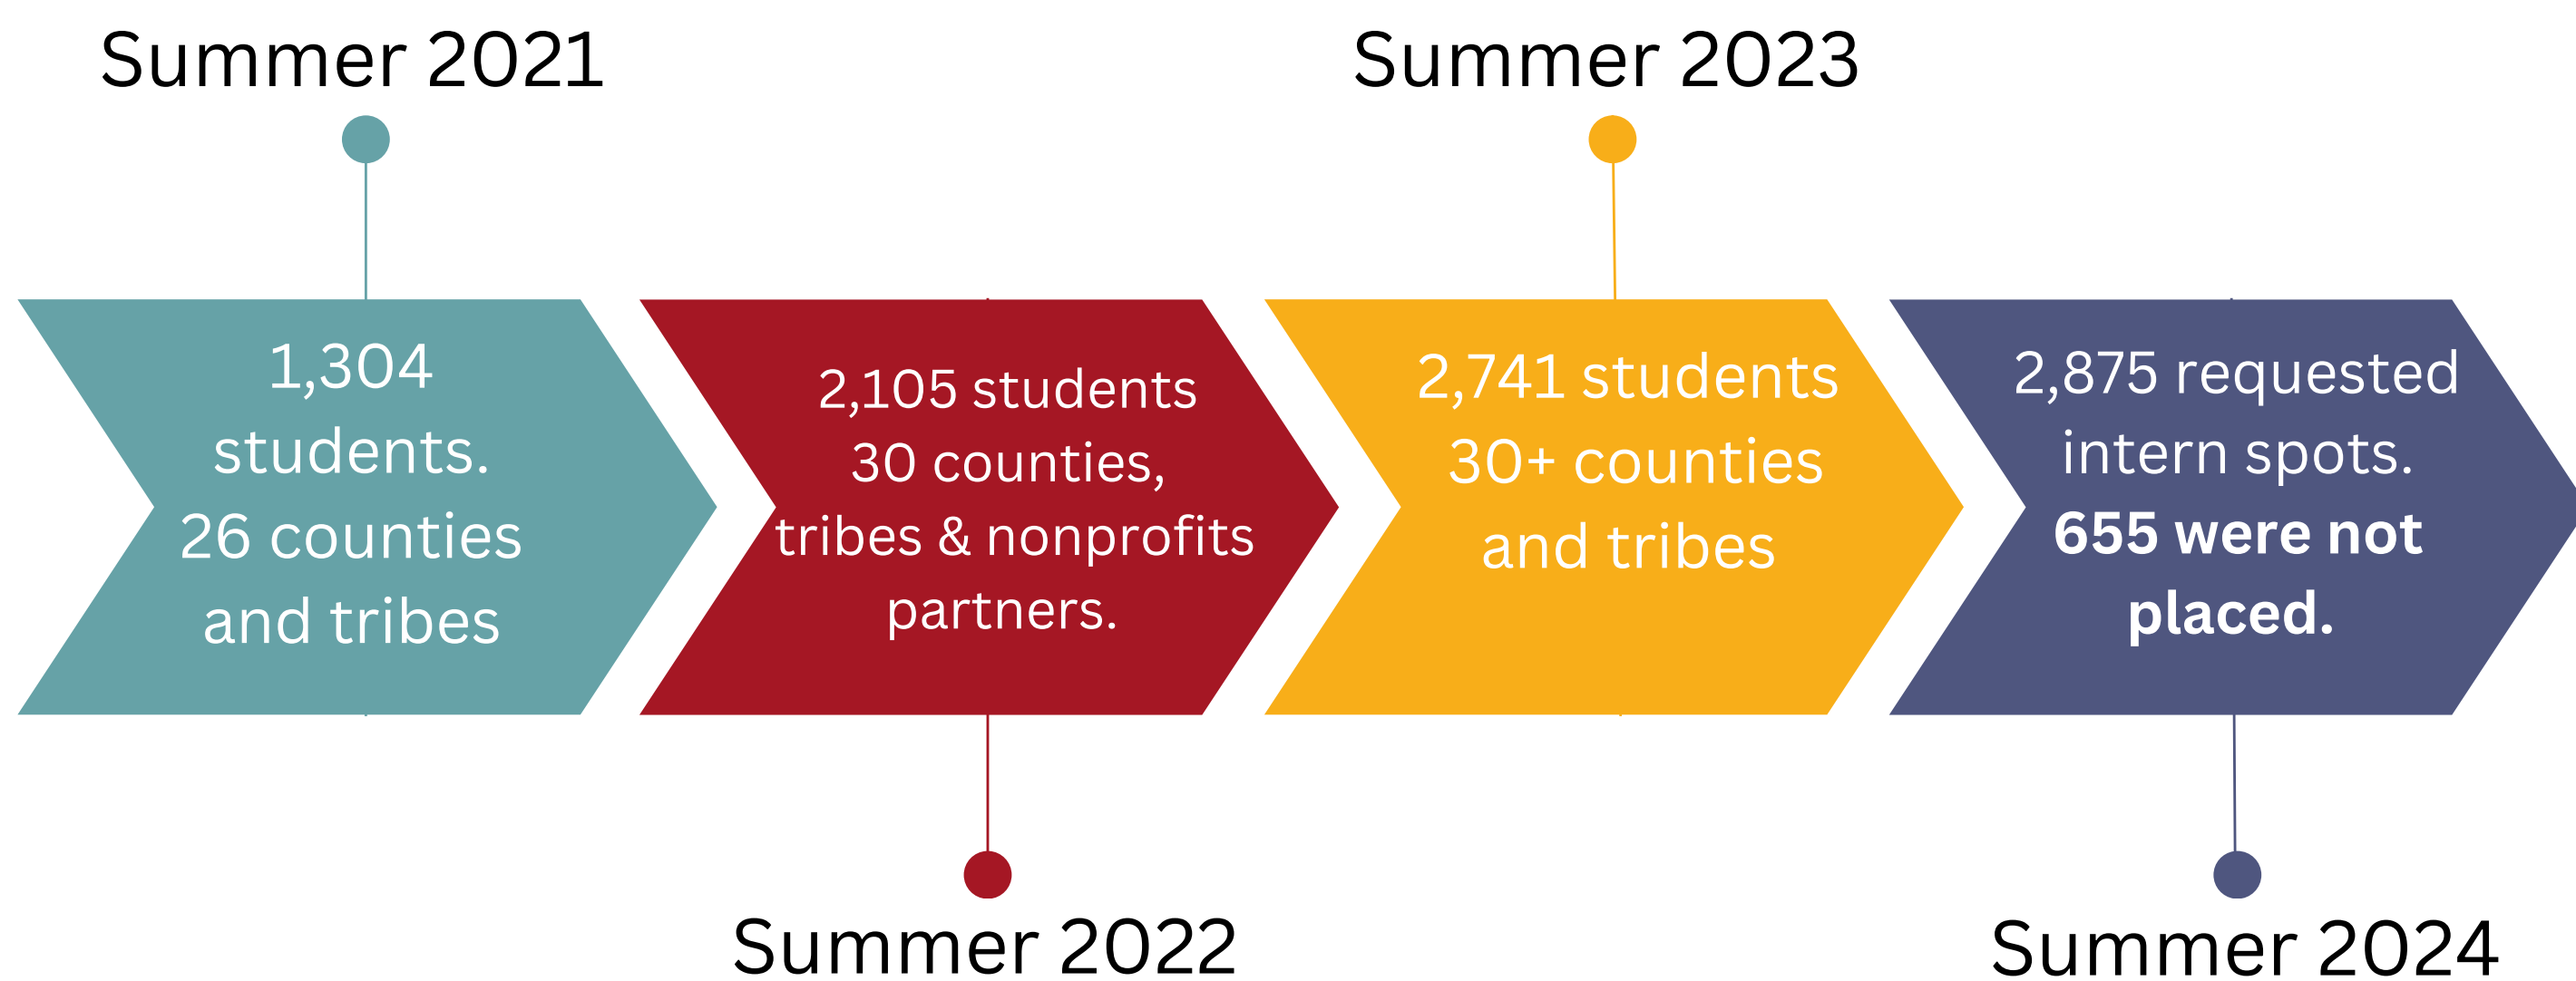 Summer 2021
1,304
students.
26 counties
and tribes
2,105 students
30 counties,
tribes & nonprofits
partners.
Summer 2022
Summer 2023
2,741 students
30+ counties
and tribes
2,875 requested
intern spots.
655 were not
placed.
Summer 2024